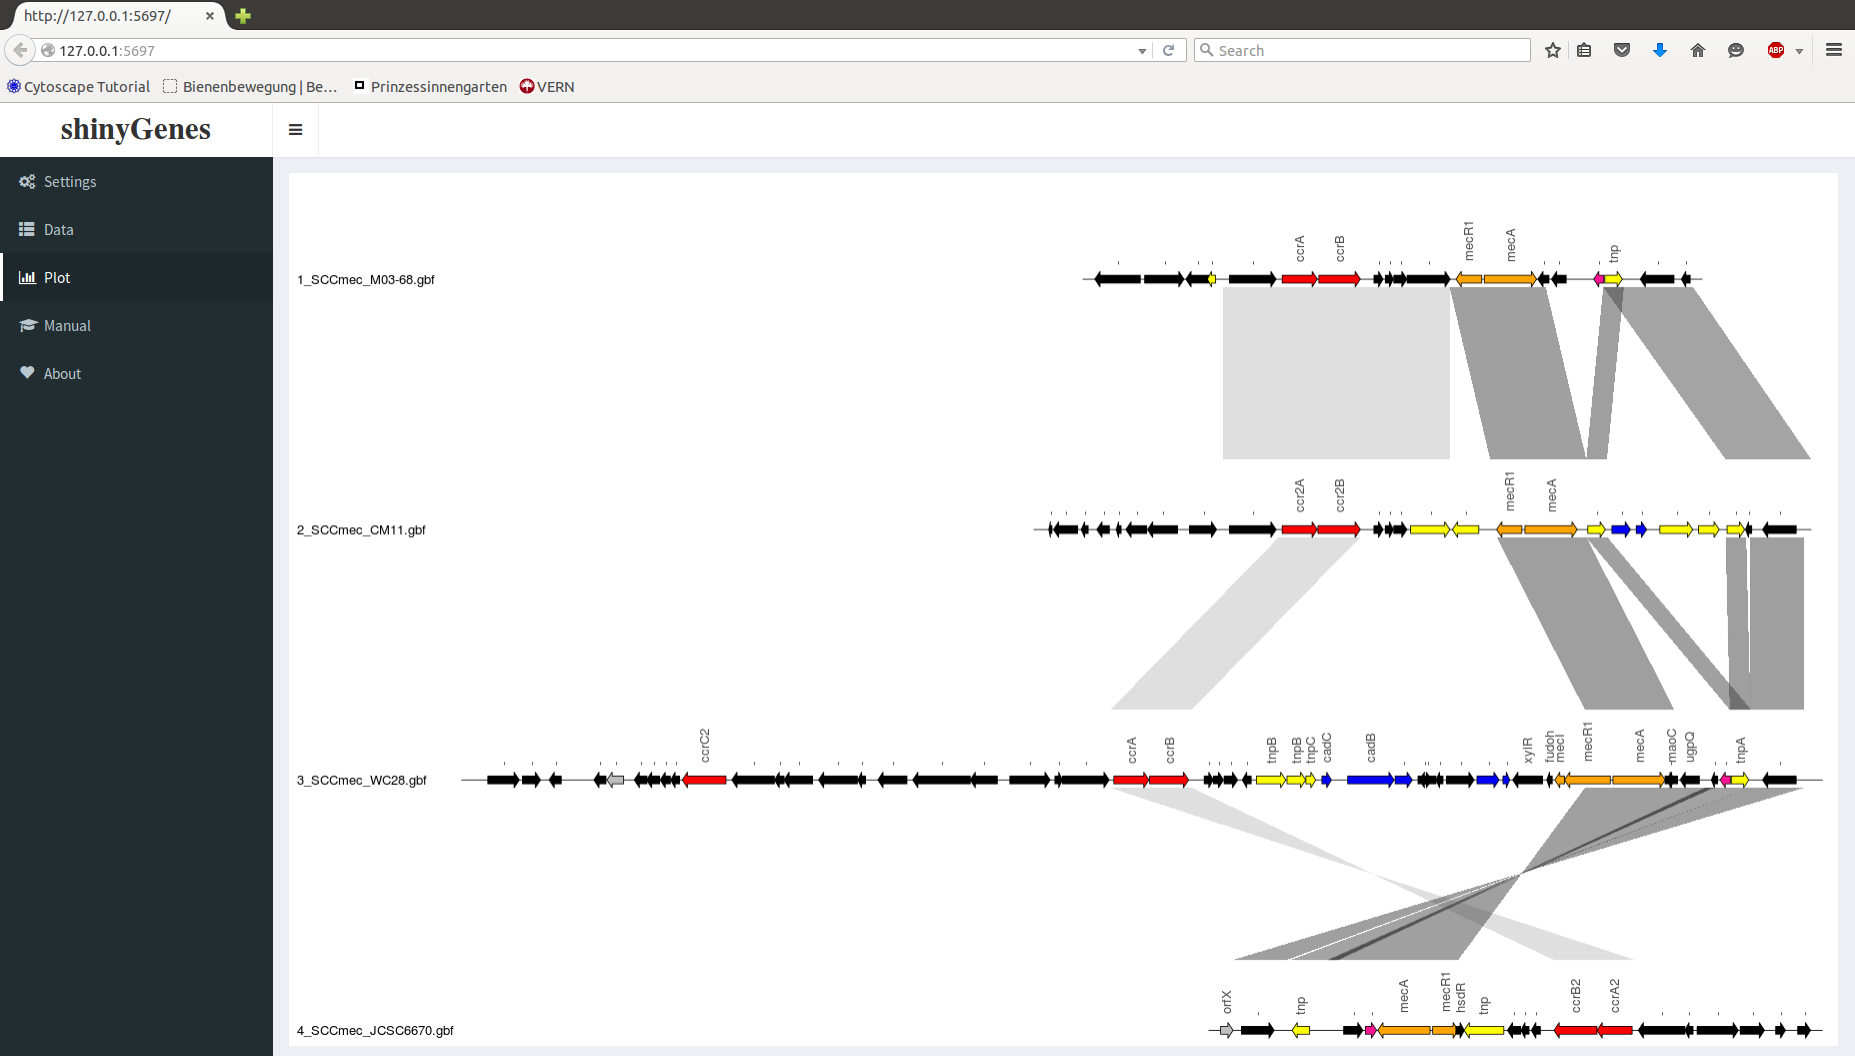 http://127.0.0.1:5697/
127.0.0.1:5697
Search
ABP
Cytoscape Tutorial
Bienenbewegung | Be...
Prinzessinnengarten
VERN
shinyGenes
Settings
Data
Plot
Manual
About
ccrA ccrB mecR1 mecA tnp
1_SCCmec_M03-68.gbf
ccr2A ccr2B mecR1 mecA
2_SCCmec_CM11.gbf
ccrC2 ccrA ccrB tnpB tnpB tnpC cadC cadB xylR fudoh mecI mecR1 mecA maoC ugpQ tnpA
3_SCCmec_WC28.gbf
orfX tnp mecA mecR1 hsdR tnp ccrB2 ccrA2
4_SCCmec_JCSC6670.gbf